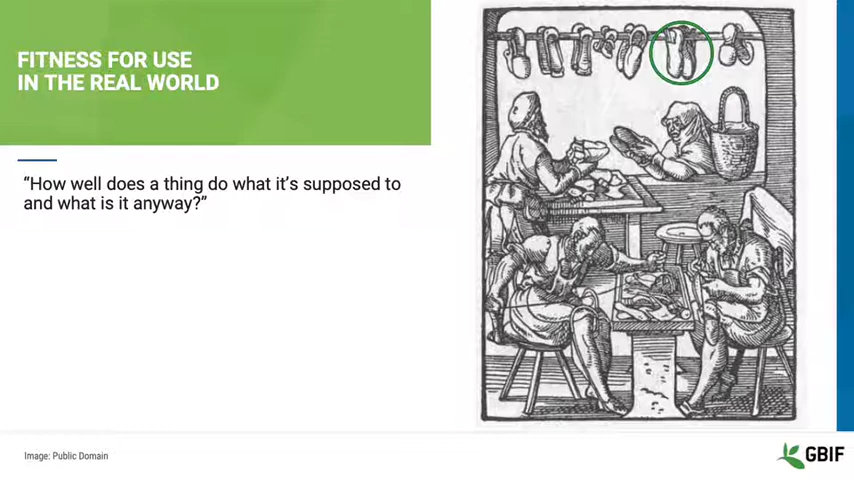 FITNESS FOR USE
IN THE REAL WORLD
“How well does a thing do what it’s supposed to
and what is it anyway?”
Image: Public Domain
GBIF